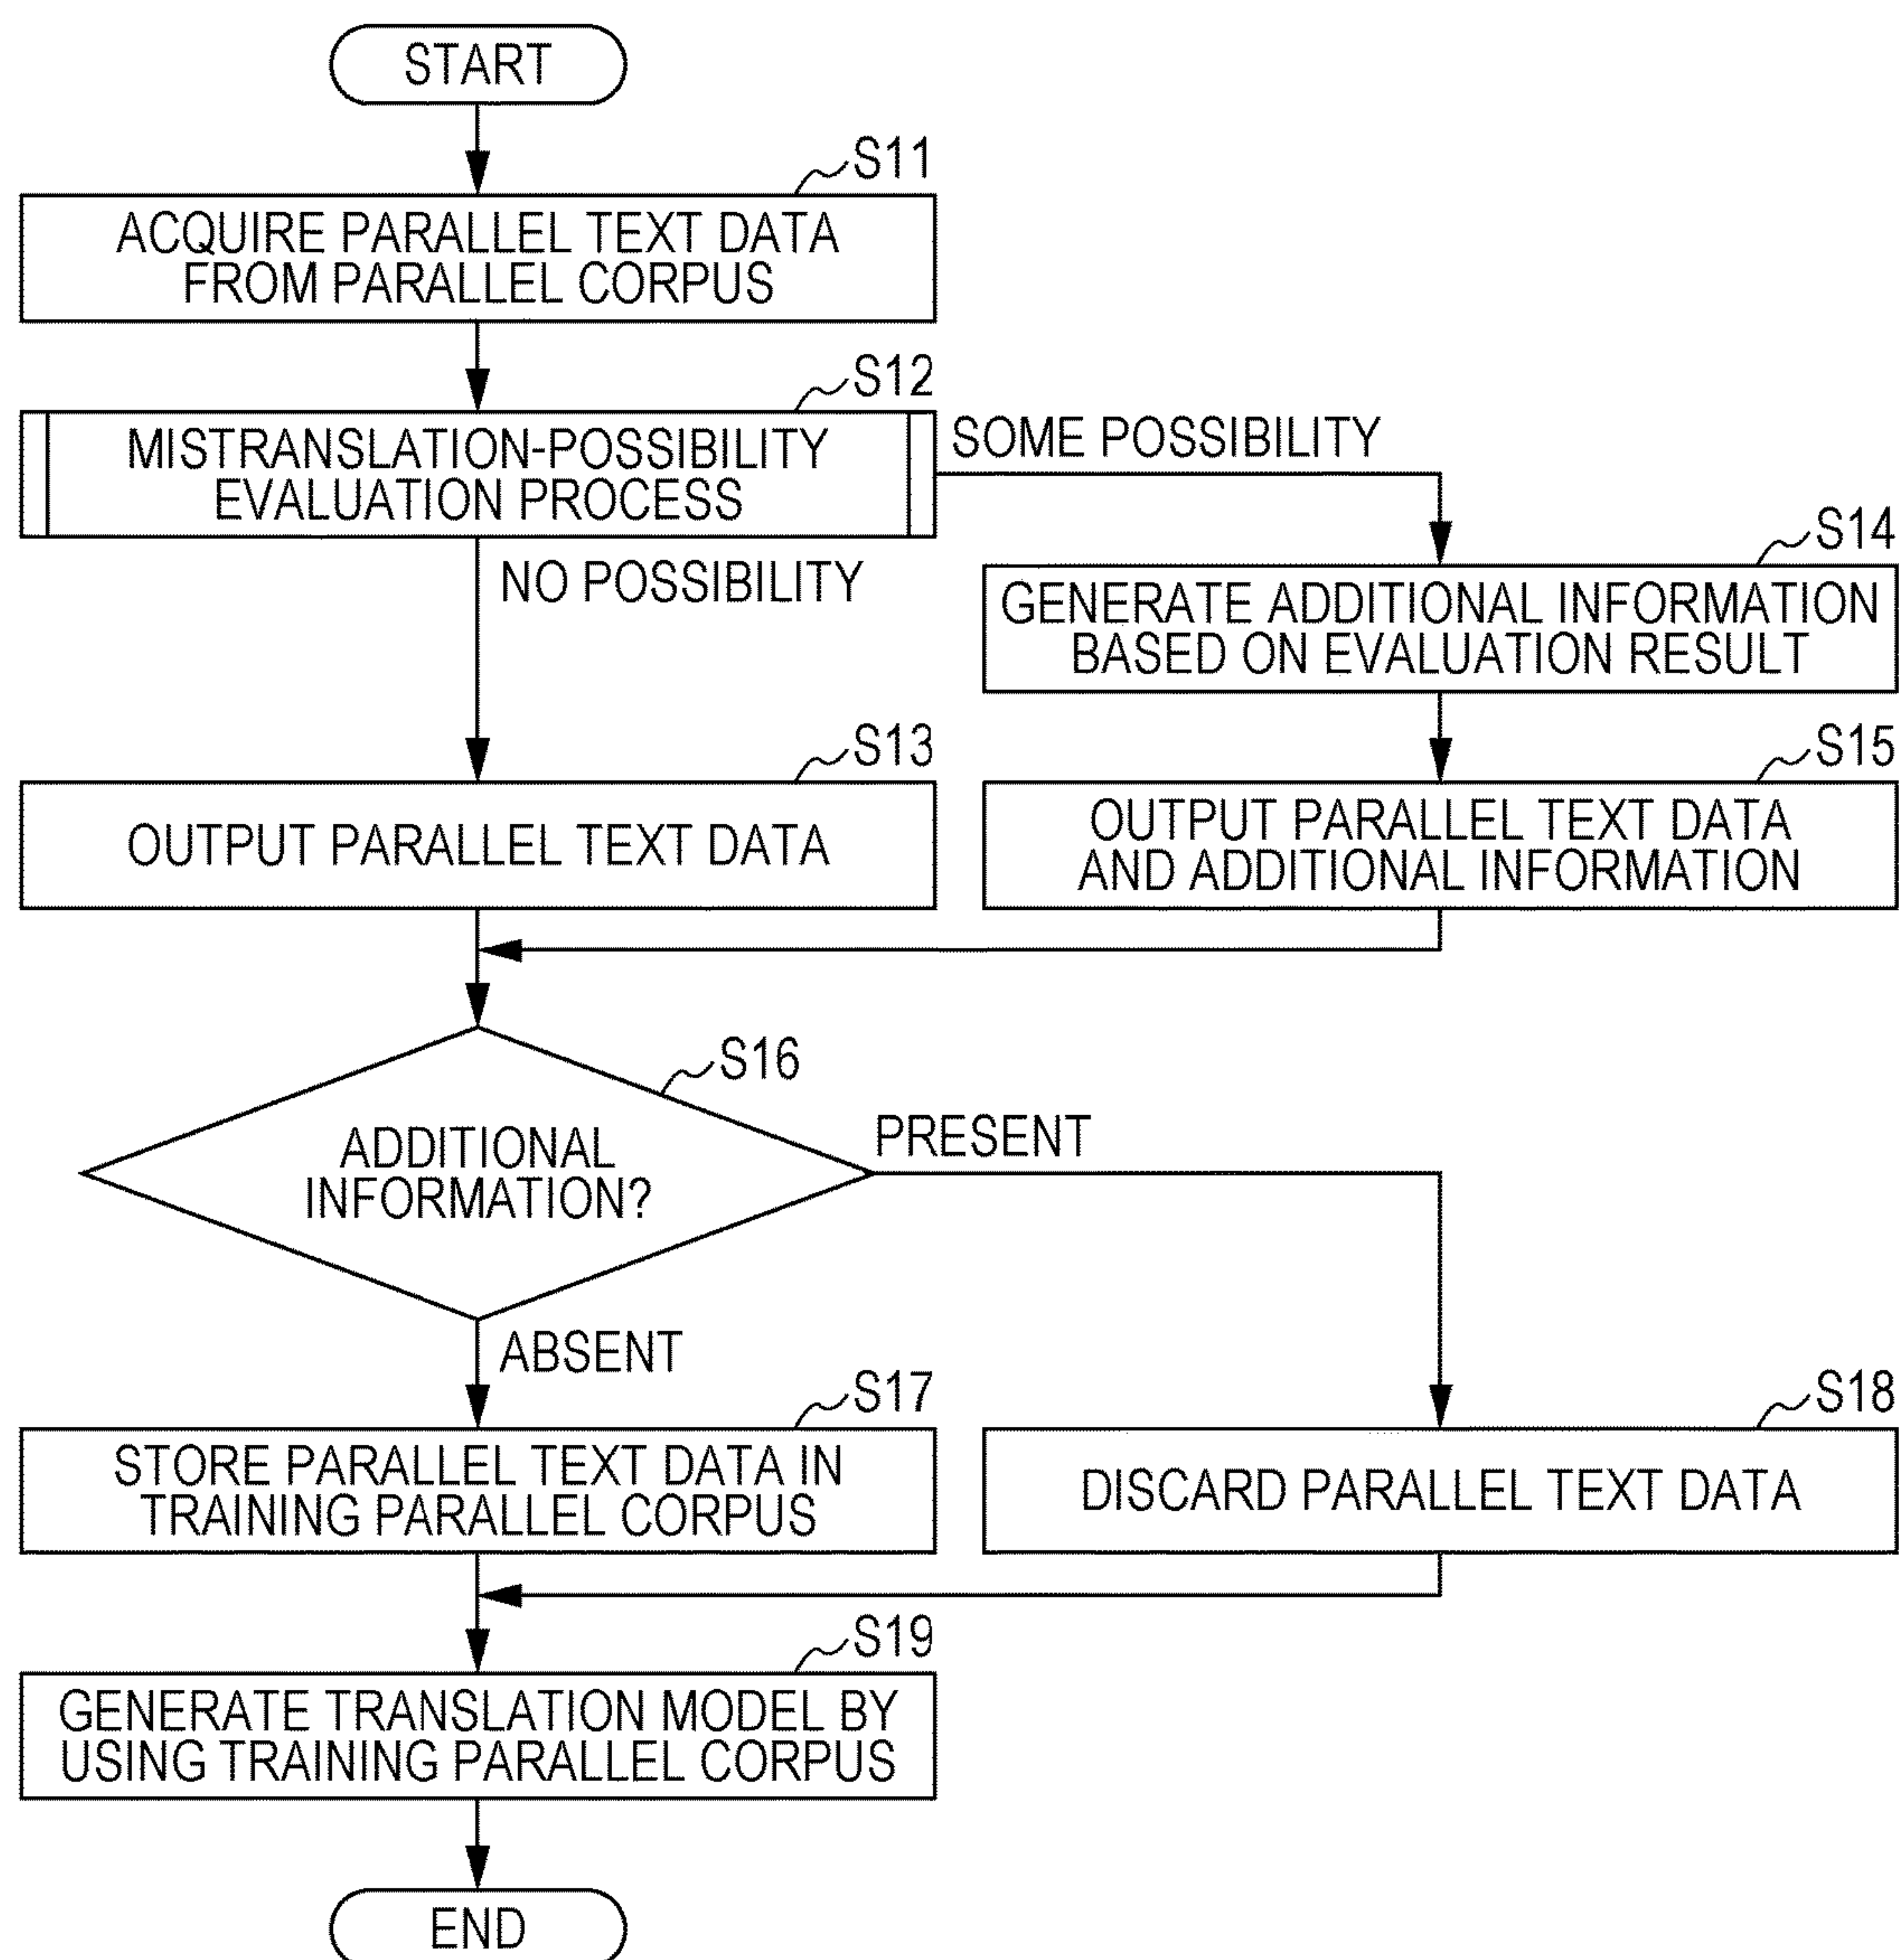 START
S11
ACQUIRE PARALLEL TEXT DATA
FROM PARALLEL CORPUS
S12
MISTRANSLATION-POSSIBILITY
EVALUATION PROCESS
SOME POSSIBILITY
NO POSSIBILITY
S14
GENERATE ADDITIONAL INFORMATION
BASED ON EVALUATION RESULT
S13
OUTPUT PARALLEL TEXT DATA
S15
OUTPUT PARALLEL TEXT DATA
AND ADDITIONAL INFORMATION
S16
ADDITIONAL
INFORMATION?
PRESENT
ABSENT
S17
STORE PARALLEL TEXT DATA IN
TRAINING PARALLEL CORPUS
S18
DISCARD PARALLEL TEXT DATA
S19
GENERATE TRANSLATION MODEL BY
USING TRAINING PARALLEL CORPUS
END